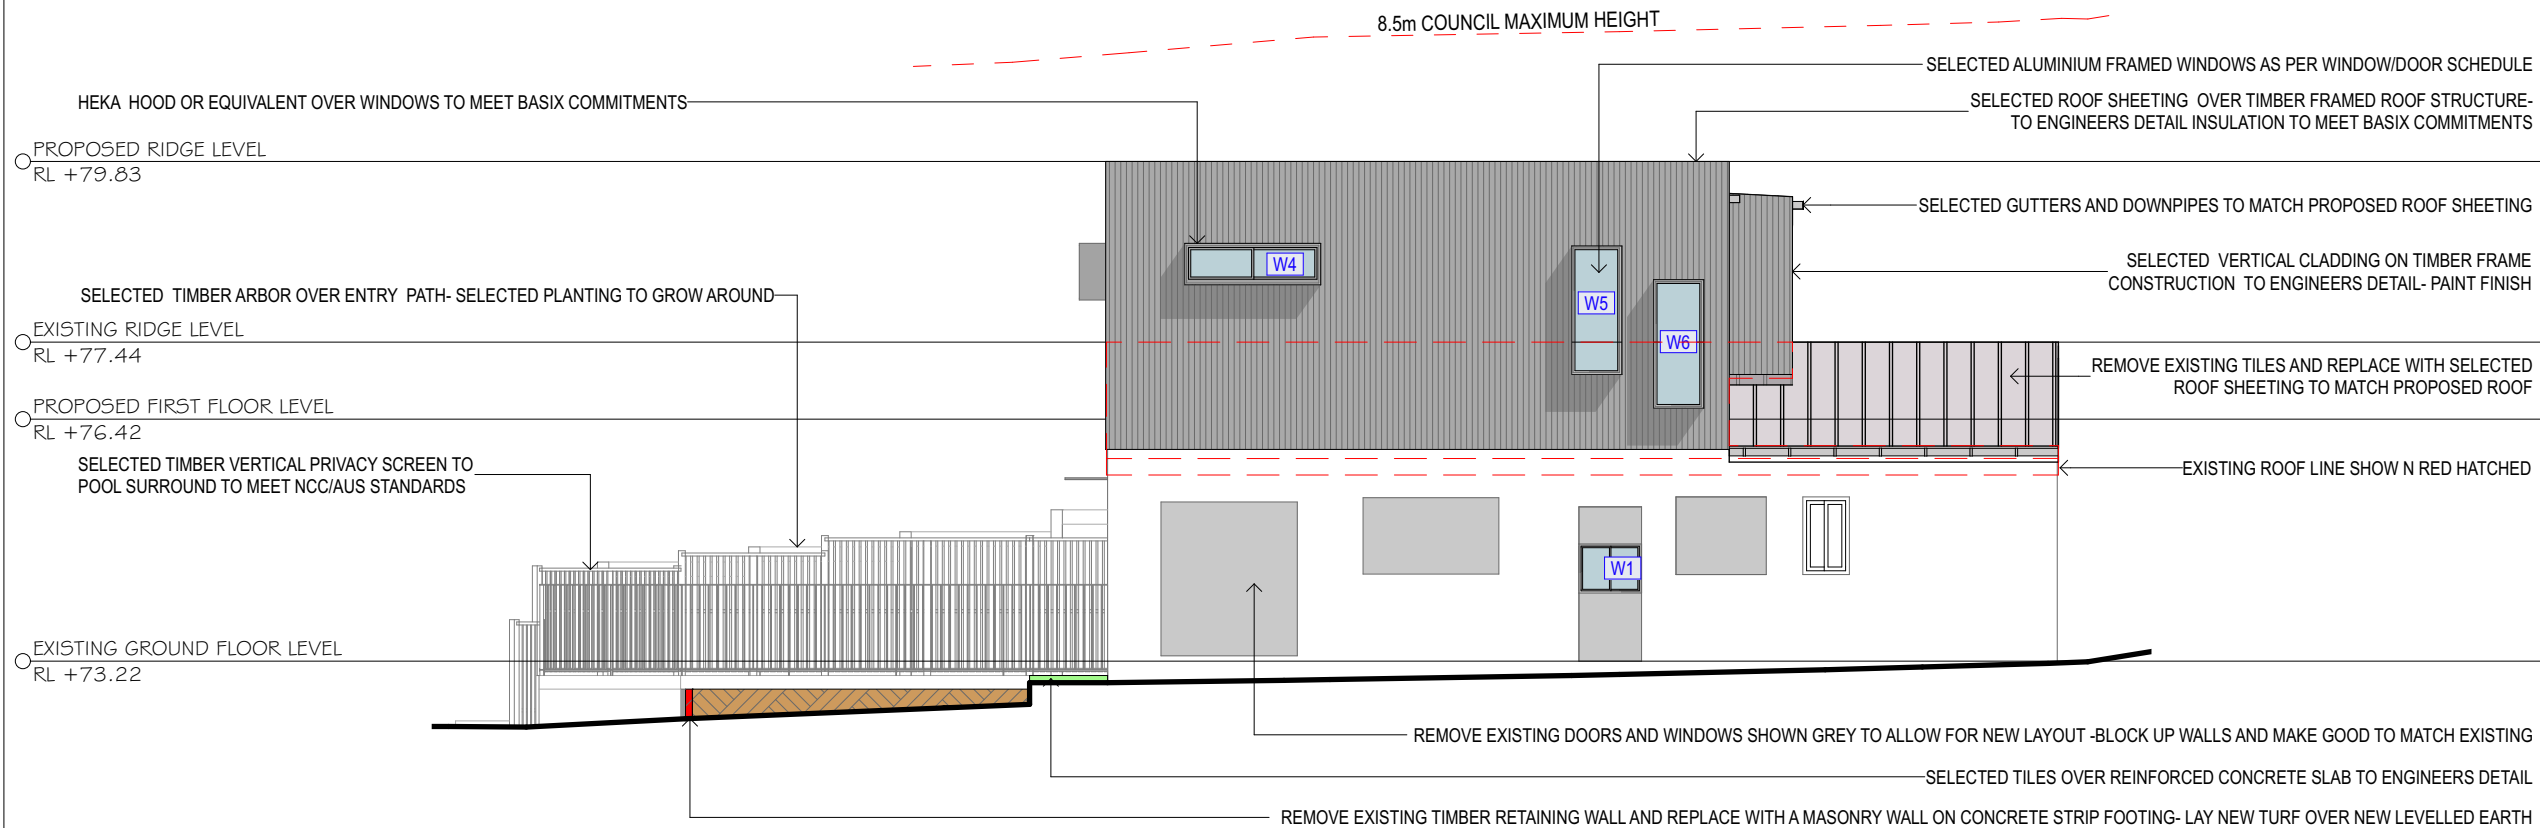 8.5m COUNCIL MAXIMUM HEIGHT
SELECTED ALUMINIUM FRAMED WINDOWS AS PER WINDOW/DOOR SCHEDULE
HEKA HOOD OR EQUIVALENT OVER WINDOWS TO MEET BASIX COMMITMENTS
SELECTED ROOF SHEETING OVER TIMBER FRAMED ROOF STRUCTURE-
TO ENGINEERS DETAIL INSULATION TO MEET BASIX COMMITMENTS
PROPOSED RIDGE LEVEL
RL +79.83
SELECTED GUTTERS AND DOWNPIPES TO MATCH PROPOSED ROOF SHEETING
SELECTED VERTICAL CLADDING ON TIMBER FRAME
CONSTRUCTION TO ENGINEERS DETAIL- PAINT FINISH
W4
W5
W6
SELECTED TIMBER ARBOR OVER ENTRY PATH- SELECTED PLANTING TO GROW AROUND
EXISTING RIDGE LEVEL
RL +77.44
REMOVE EXISTING TILES AND REPLACE WITH SELECTED
ROOF SHEETING TO MATCH PROPOSED ROOF
PROPOSED FIRST FLOOR LEVEL
RL +76.42
SELECTED TIMBER VERTICAL PRIVACY SCREEN TO
POOL SURROUND TO MEET NCC/AUS STANDARDS
EXISTING ROOF LINE SHOW N RED HATCHED
W1
EXISTING GROUND FLOOR LEVEL
RL +73.22
REMOVE EXISTING DOORS AND WINDOWS SHOWN GREY TO ALLOW FOR NEW LAYOUT -BLOCK UP WALLS AND MAKE GOOD TO MATCH EXISTING
SELECTED TILES OVER REINFORCED CONCRETE SLAB TO ENGINEERS DETAIL
REMOVE EXISTING TIMBER RETAINING WALL AND REPLACE WITH A MASONRY WALL ON CONCRETE STRIP FOOTING- LAY NEW TURF OVER NEW LEVELLED EARTH